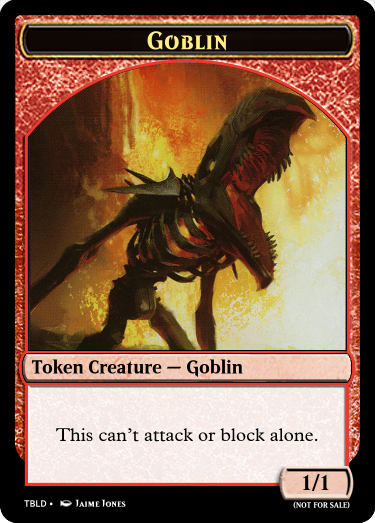 Goblin
Token Creature — Goblin
This can't attack or block alone.
1/1
TBLD • Jaime Jones
(NOT FOR SALE)